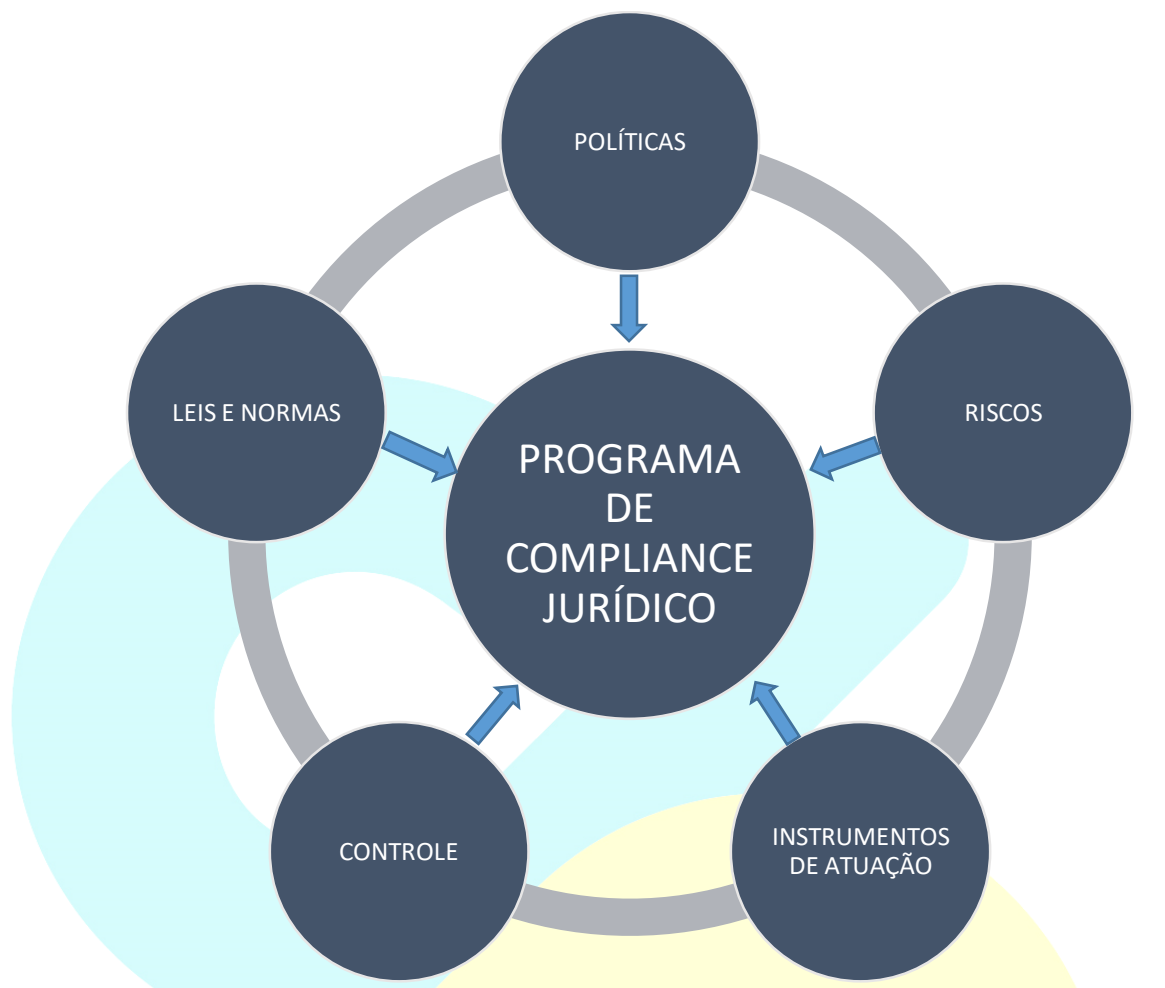 POLÍTICAS
LEIS E NORMAS
RISCOS
PROGRAMA
DE
COMPLIANCE
JURÍDICO
CONTROLE
INSTRUMENTOS
DE ATUAÇÃO